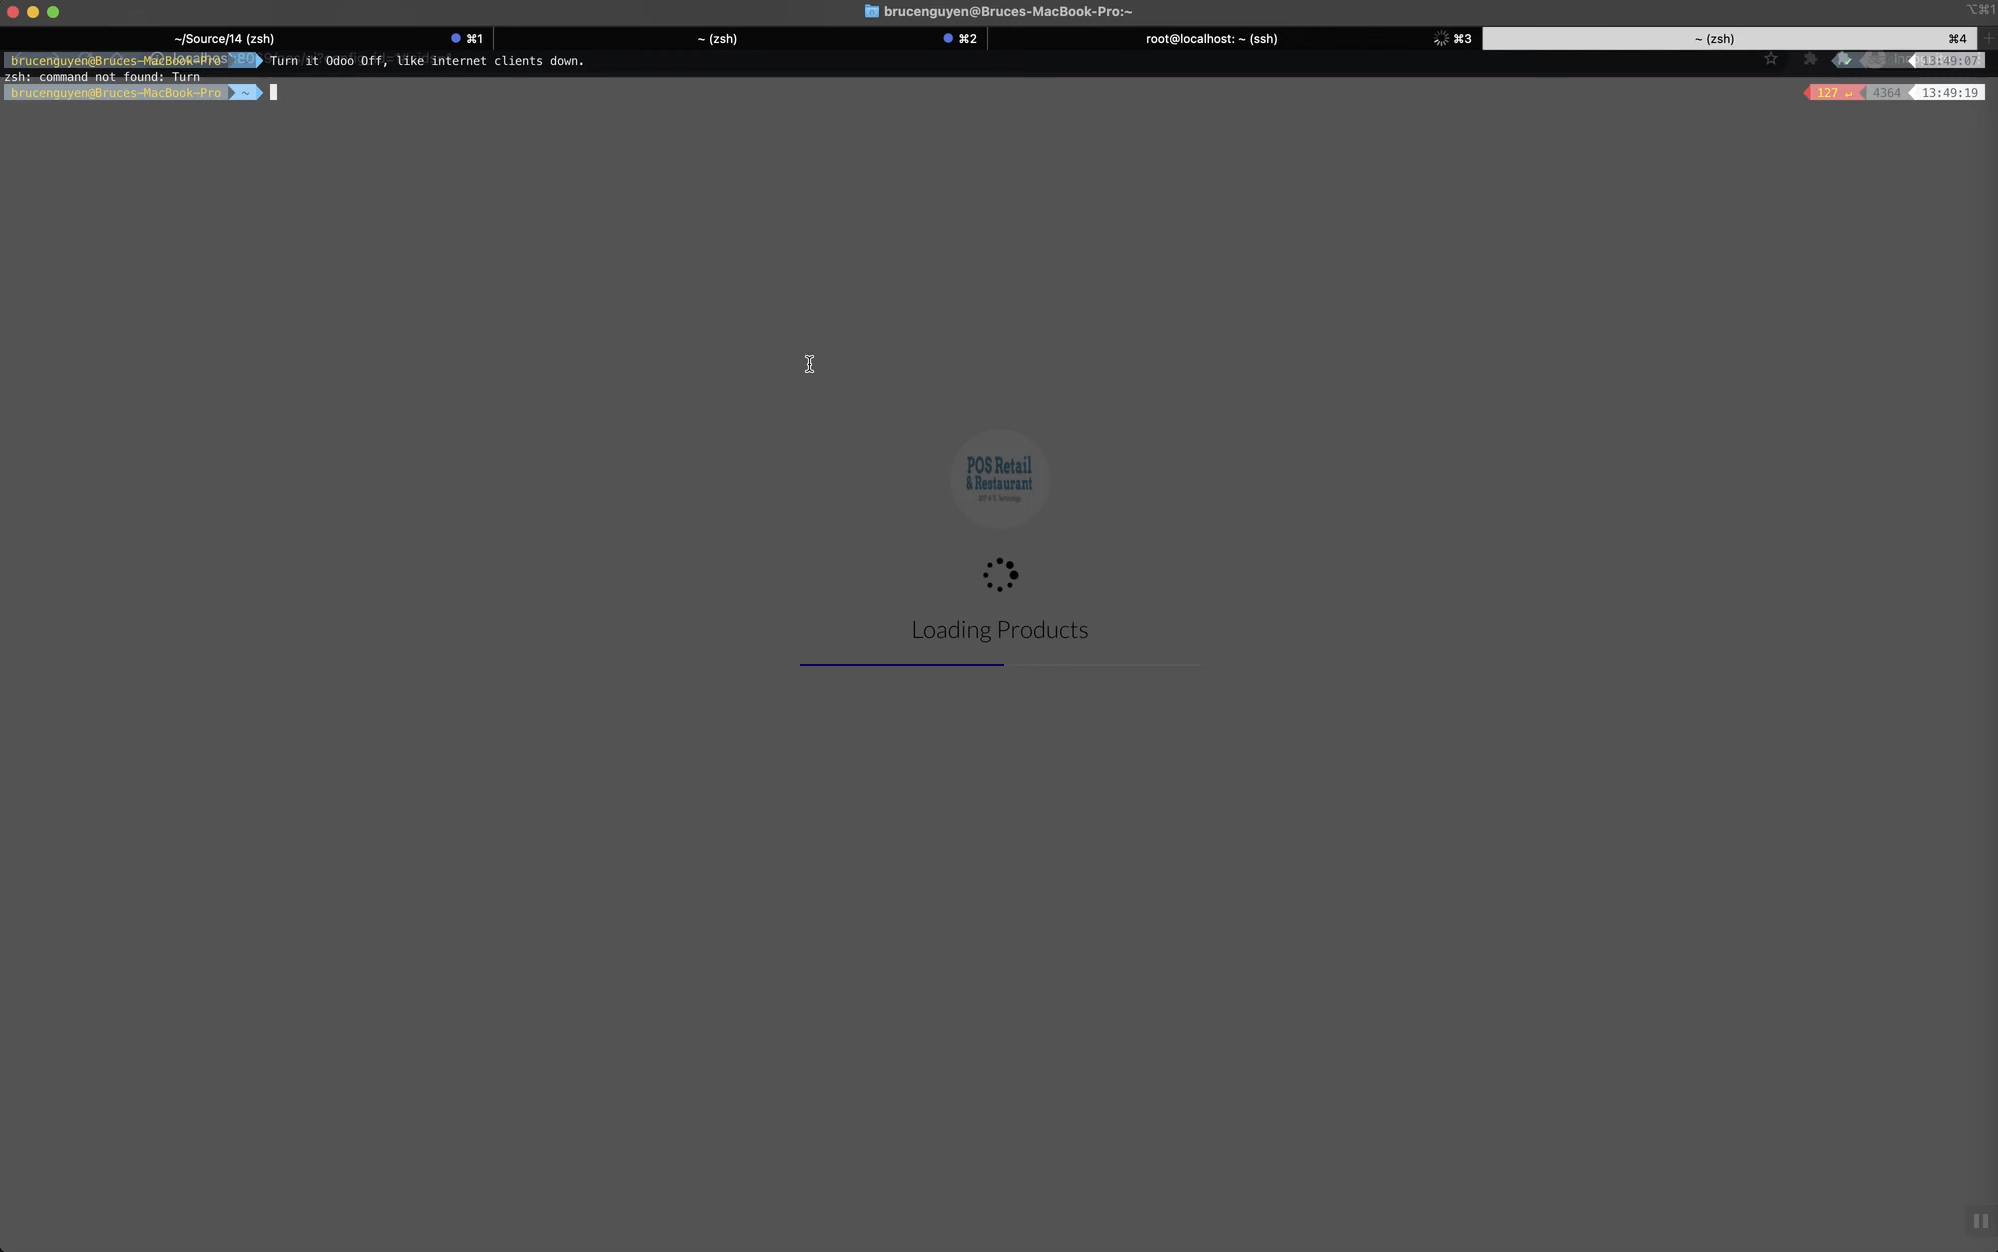 brucenguyen@Bruces-MacBook-Pro:~
⌥⌘1
~/Source/14 (zsh) ⌘1
~ (zsh) ⌘2
root@localhost: ~ (ssh) ⌘3
~ (zsh) ⌘4
brucenguyen@Bruces-MacBook-Pro Turn it Odoo Off, like internet clients down. 13:49:07
zsh: command not found: Turn
brucenguyen@Bruces-MacBook-Pro ~ 127 ↵ 4364 13:49:19
POS Retail
& Restaurant
Loading Products